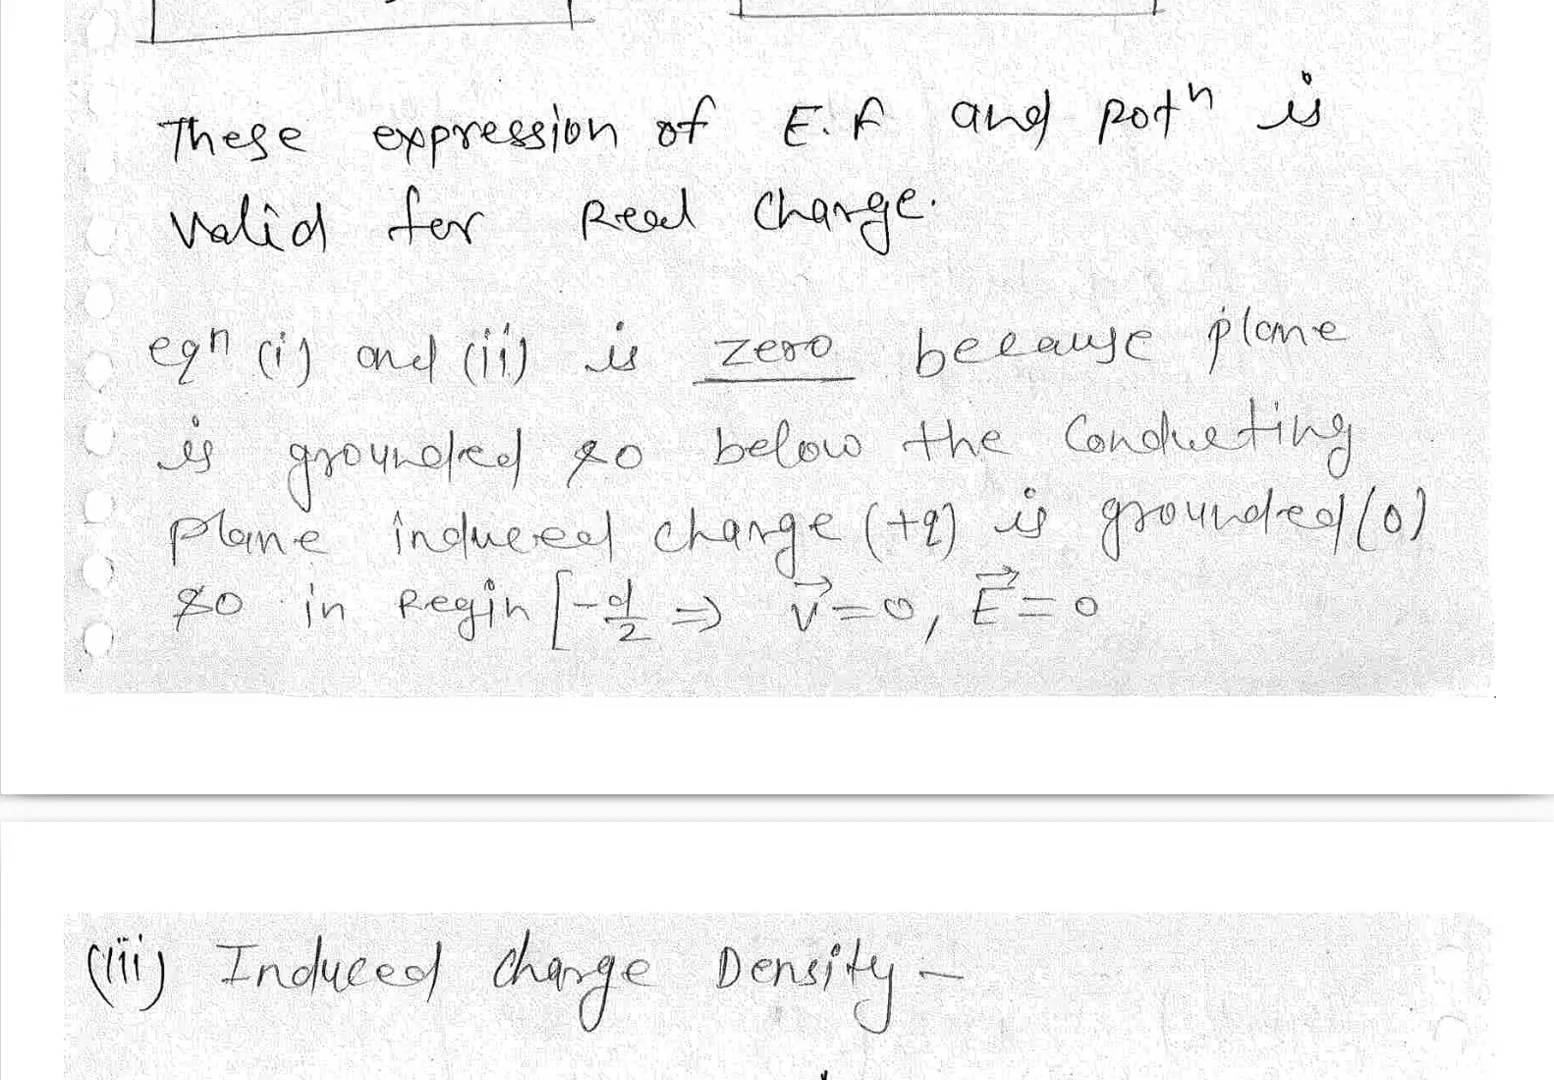 These expression of E.F and potⁿ is
valid for Real charge.
eqⁿ (i) and (ii) is zero because plane
is grounded so below the conducting
plane induced charge (+q) is grounded (0)
so in Regin [-d/2 ⇒ V⃗=0, E⃗=0
(iii) Induced charge Density –